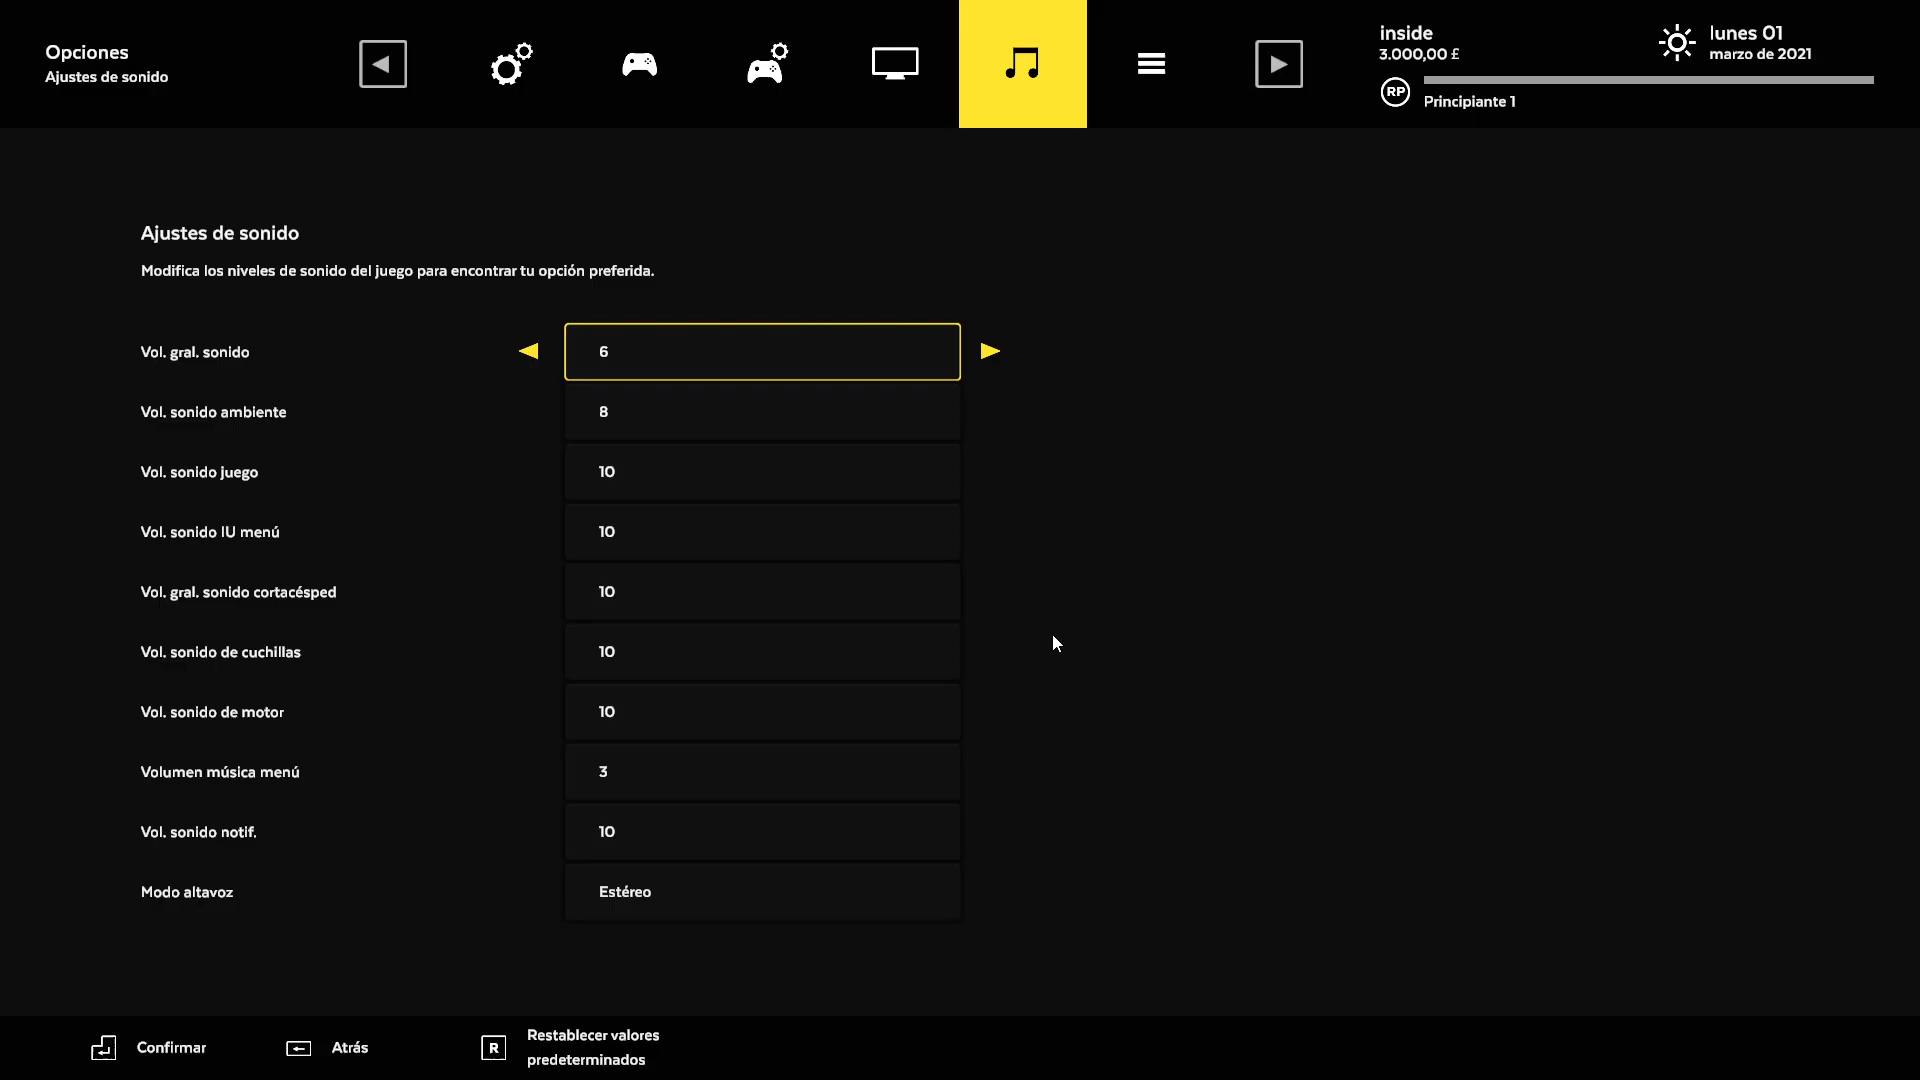 Opciones
Ajustes de sonido
inside
3.000,00 £
RP
Principiante 1
lunes 01
marzo de 2021
Ajustes de sonido
Modifica los niveles de sonido del juego para encontrar tu opción preferida.
Vol. gral. sonido 6
Vol. sonido ambiente 8
Vol. sonido juego 10
Vol. sonido IU menú 10
Vol. gral. sonido cortacésped 10
Vol. sonido de cuchillas 10
Vol. sonido de motor 10
Volumen música menú 3
Vol. sonido notif. 10
Modo altavoz Estéreo
Confirmar
Atrás
R
Restablecer valores
predeterminados